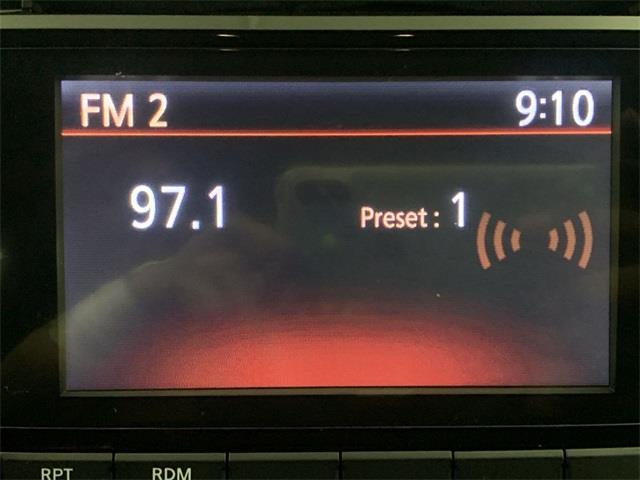 FM 2 9:10
97.1 Preset : 1
RPT RDM